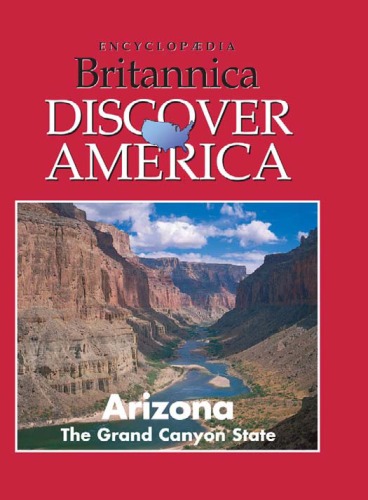 ENCYCLOPÆDIA
Britannica
DISCOVER
AMERICA
Arizona
The Grand Canyon State